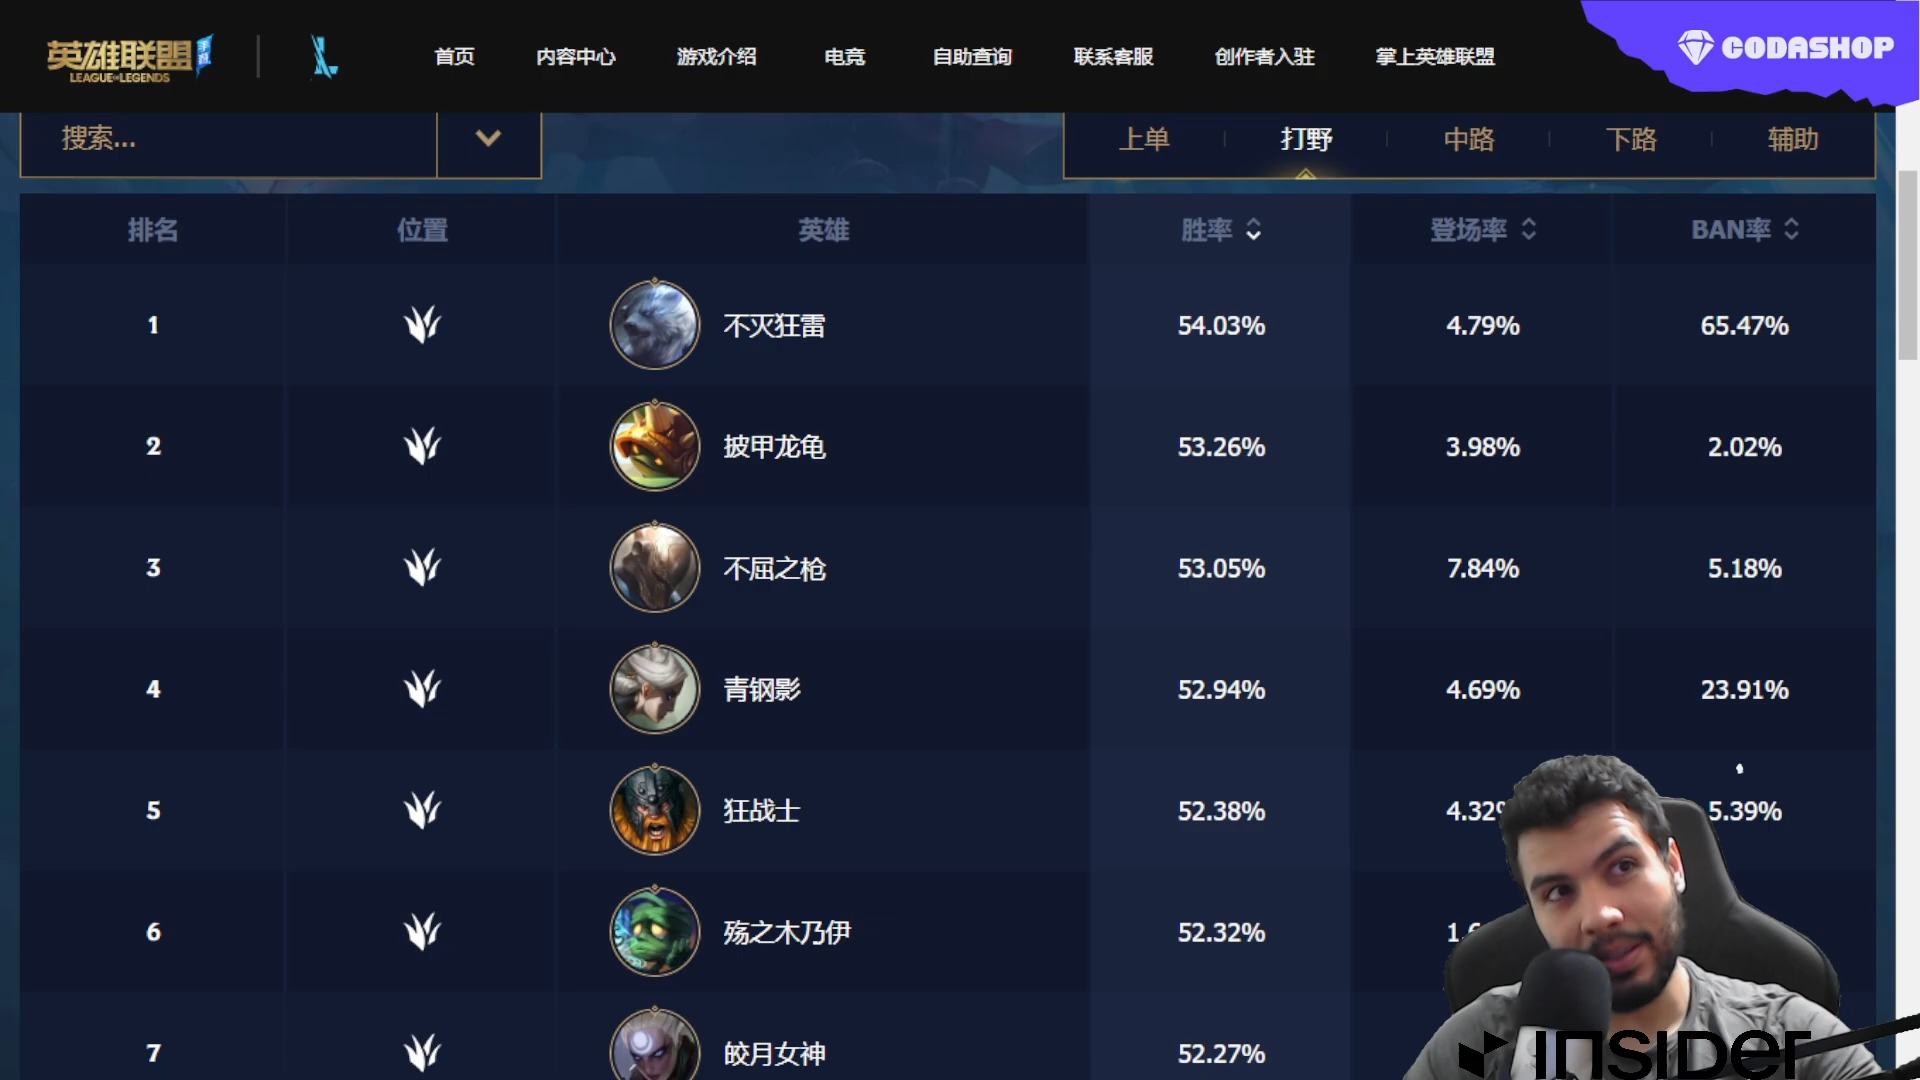 英雄联盟 手游
LEAGUE OF LEGENDS
首页 内容中心 游戏介绍 电竞 自助查询 联系客服 创作者入驻 掌上英雄联盟
CODASHOP
搜索...
上单 打野 中路 下路 辅助
排名 位置 英雄 胜率 登场率 BAN率
1 不灭狂雷 54.03% 4.79% 65.47%
2 披甲龙龟 53.26% 3.98% 2.02%
3 不屈之枪 53.05% 7.84% 5.18%
4 青钢影 52.94% 4.69% 23.91%
5 狂战士 52.38% 4.32% 5.39%
6 殇之木乃伊 52.32%
7 皎月女神 52.27%
INSIDER